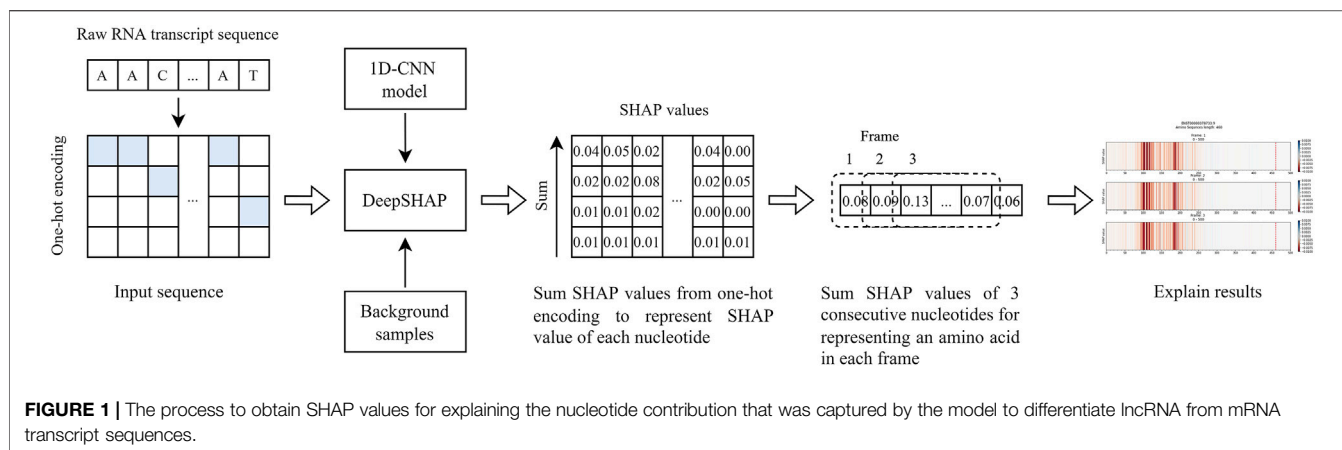 Raw RNA transcript sequence
A A C ... A T
One-hot encoding
...
Input sequence
1D-CNN
model
DeepSHAP
Background
samples
SHAP values
Sum
0.04 0.05 0.02 0.04 0.00
0.02 0.02 0.08 0.02 0.05
...
0.01 0.01 0.02 0.00 0.00
0.01 0.01 0.01 0.01 0.01
Sum SHAP values from one-hot
encoding to represent SHAP
value of each nucleotide
Frame
1 2 3
0.08 0.09 0.13 ... 0.07 0.06
Sum SHAP values of 3
consecutive nucleotides for
representing an amino acid
in each frame
Explain results
FIGURE 1 | The process to obtain SHAP values for explaining the nucleotide contribution that was captured by the model to differentiate lncRNA from mRNA
transcript sequences.